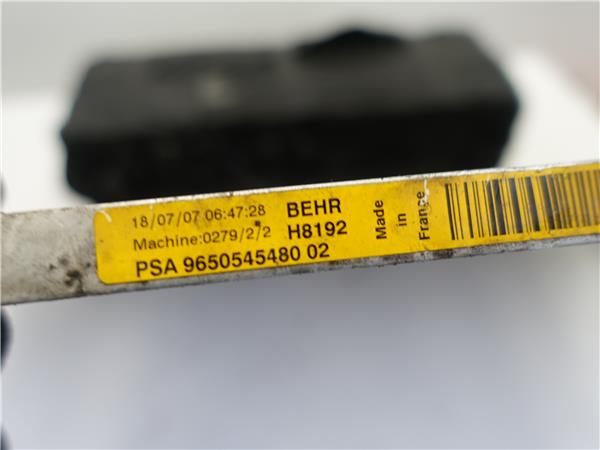 18/07/07 06:47:28 BEHR
Machine:0279/2/2 H8192
PSA 9650545480 02
Made
in
France